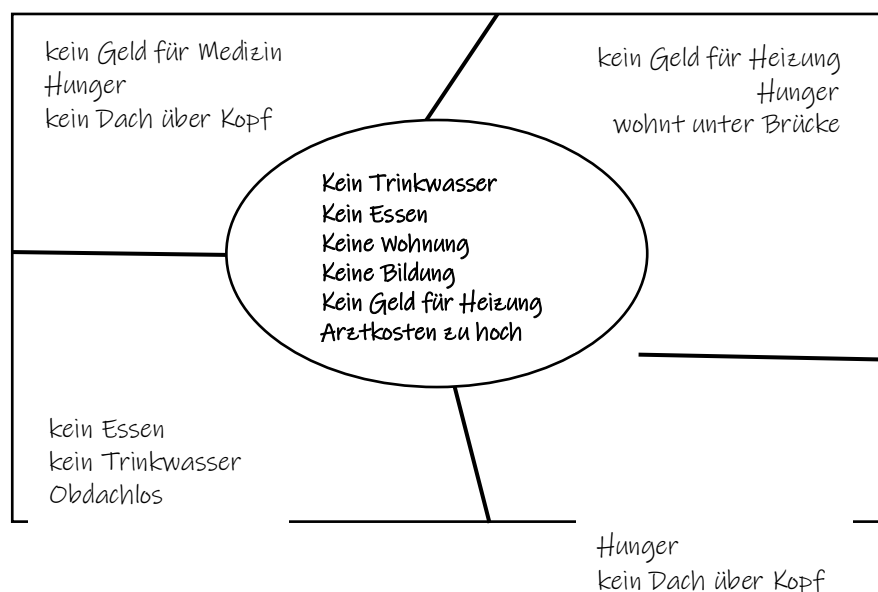 kein Geld für Medizin
Hunger
kein Dach über Kopf
kein Geld für Heizung
Hunger
wohnt unter Brücke
Kein Trinkwasser
Kein Essen
Keine Wohnung
Keine Bildung
Kein Geld für Heizung
Arztkosten zu hoch
kein Essen
kein Trinkwasser
Obdachlos
Hunger
kein Dach über Kopf